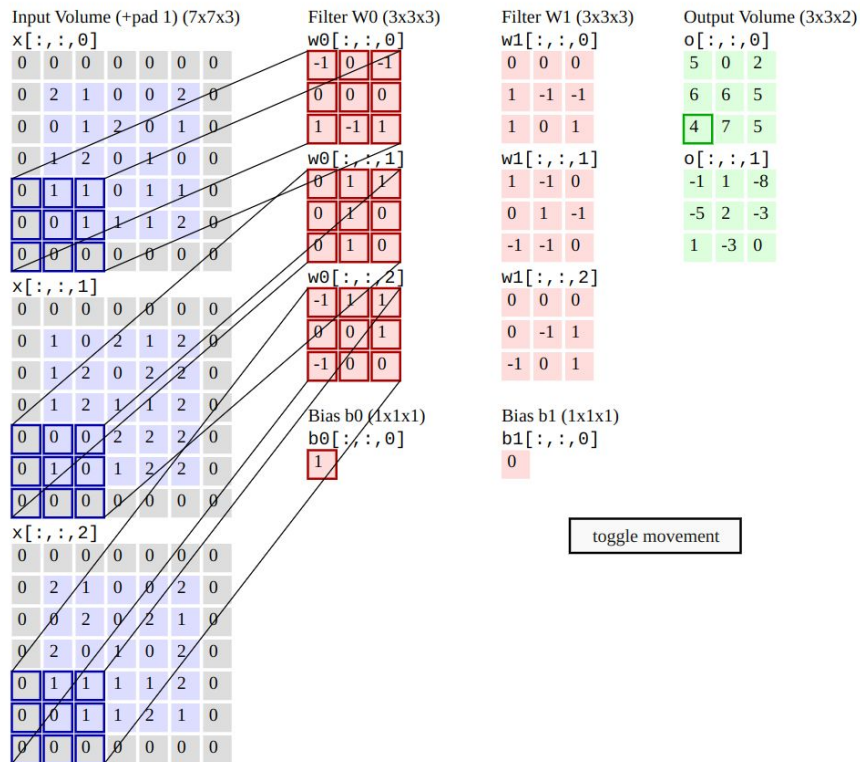 Input Volume (+pad 1) (7x7x3)
x[:,:,0]
0 0 0 0 0 0 0
0 2 1 0 0 2 0
0 0 1 2 0 1 0
0 1 2 0 1 0 0
0 1 1 0 1 1 0
0 0 1 1 1 2 0
0 0 0 0 0 0 0
x[:,:,1]
0 0 0 0 0 0 0
0 1 0 2 1 2 0
0 1 2 0 2 2 0
0 1 2 1 1 2 0
0 0 0 2 2 2 0
0 1 0 1 2 2 0
0 0 0 0 0 0 0
x[:,:,2]
0 0 0 0 0 0 0
0 2 1 0 0 2 0
0 0 2 0 2 1 0
0 2 0 1 0 2 0
0 1 1 1 1 2 0
0 0 1 1 2 1 0
0 0 0 0 0 0 0
Filter W0 (3x3x3)
w0[:,:,0]
-1 0 -1
0 0 0
1 -1 1
w0[:,:,1]
0 1 1
0 1 0
0 1 0
w0[:,:,2]
-1 1 1
0 0 1
-1 0 0
Bias b0 (1x1x1)
b0[:,:,0]
1
Filter W1 (3x3x3)
w1[:,:,0]
0 0 0
1 -1 -1
1 0 1
w1[:,:,1]
1 -1 0
0 1 -1
-1 -1 0
w1[:,:,2]
0 0 0
0 -1 1
-1 0 1
Bias b1 (1x1x1)
b1[:,:,0]
0
Output Volume (3x3x2)
o[:,:,0]
5 0 2
6 6 5
4 7 5
o[:,:,1]
-1 1 -8
-5 2 -3
1 -3 0
toggle movement